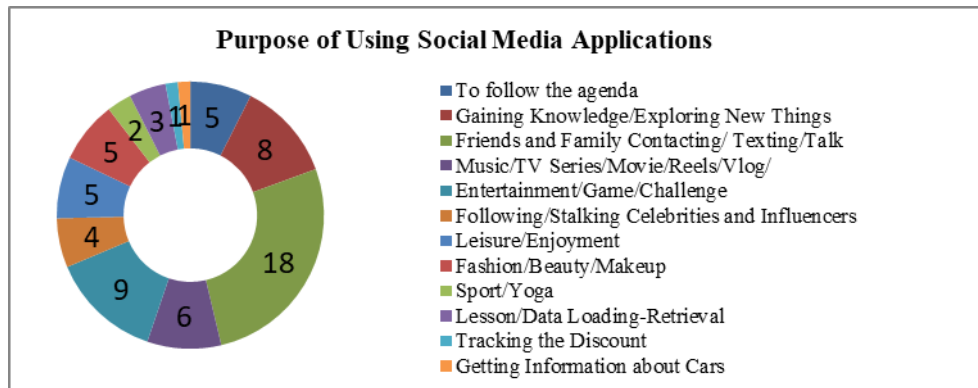 Purpose of Using Social Media Applications
5
8
18
6
9
4
5
5
2
3
1
1
To follow the agenda
Gaining Knowledge/Exploring New Things
Friends and Family Contacting/ Texting/Talk
Music/TV Series/Movie/Reels/Vlog/
Entertainment/Game/Challenge
Following/Stalking Celebrities and Influencers
Leisure/Enjoyment
Fashion/Beauty/Makeup
Sport/Yoga
Lesson/Data Loading-Retrieval
Tracking the Discount
Getting Information about Cars